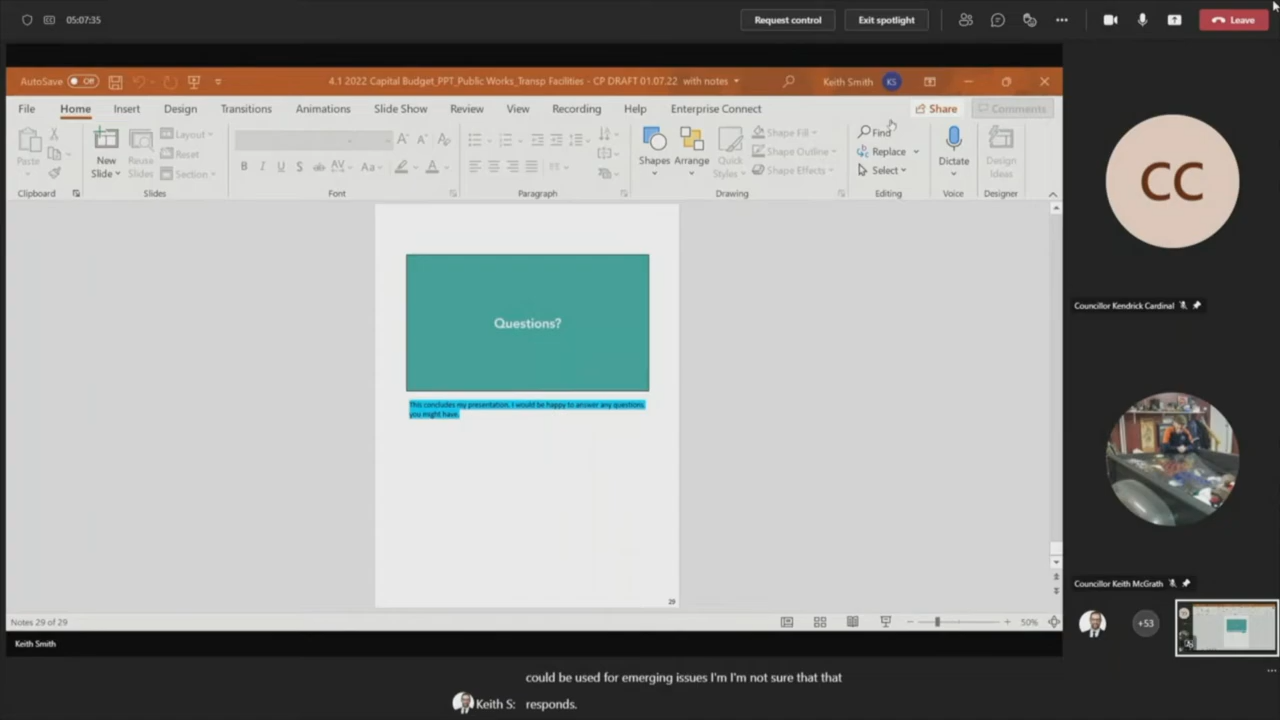 05:07:35
Request control
Exit spotlight
Leave
AutoSave Off
4.1 2022 Capital Budget_PPT_Public Works_Transp Facilities - CP DRAFT 01.07.22 with notes
Keith Smith KS
File Home Insert Design Transitions Animations Slide Show Review View Recording Help Enterprise Connect
Share
Comments
Paste
New
Slide
Reuse
Slides
Layout
Reset
Section
B I U S ab AV Aa A
Shapes
Arrange
Quick
Styles
Shape Fill
Shape Outline
Shape Effects
Find
Replace
Select
Dictate
Design
Ideas
Clipboard
Slides
Font
Paragraph
Drawing
Editing
Voice
Designer
Questions?
This concludes my presentation. I would be happy to answer any questions
you might have.
29
CC
Councillor Kendrick Cardinal
Councillor Keith McGrath
+53
Notes 29 of 29
50%
Keith Smith
could be used for emerging issues I'm I'm not sure that that
Keith S: responds.